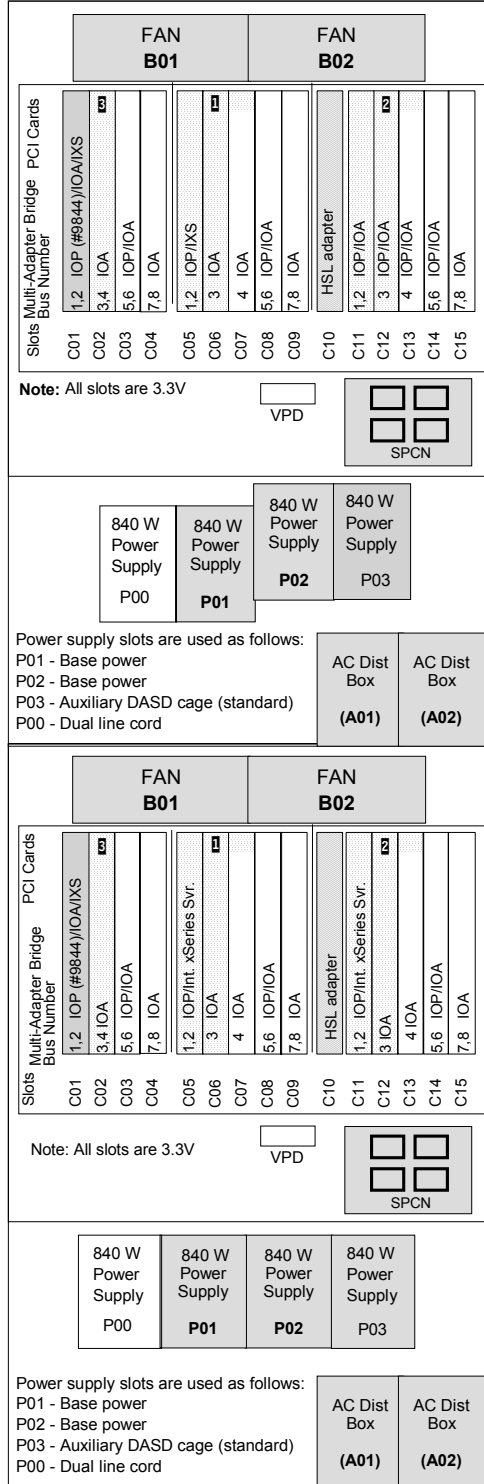 FAN
B01
FAN
B02
Slots
Multi-Adapter Bridge
Bus Number
PCI Cards
C01 1,2 IOP (#9844)/IOA/IXS
C02 3,4 IOA 3
C03 5,6 IOP/IOA
C04 7,8 IOA
C05 1,2 IOP/IXS
C06 3 IOA 1
C07 4 IOA
C08 5,6 IOP/IOA
C09 7,8 IOA
C10 HSL adapter
C11 1,2 IOP/IOA
C12 3 IOP/IOA 2
C13 4 IOP/IOA
C14 5,6 IOP/IOA
C15 7,8 IOA
Note: All slots are 3.3V
VPD
SPCN
840 W
Power
Supply
P00
840 W
Power
Supply
P01
840 W
Power
Supply
P02
840 W
Power
Supply
P03
Power supply slots are used as follows:
P01 - Base power
P02 - Base power
P03 - Auxiliary DASD cage (standard)
P00 - Dual line cord
AC Dist
Box
(A01)
AC Dist
Box
(A02)
FAN
B01
FAN
B02
Slots
Multi-Adapter Bridge
Bus Number
PCI Cards
C01 1,2 IOP (#9844)/IOA/IXS
C02 3,4 IOA 3
C03 5,6 IOP/IOA
C04 7,8 IOA
C05 1,2 IOP/Int. xSeries Svr.
C06 3 IOA 1
C07 4 IOA
C08 5,6 IOP/IOA
C09 7,8 IOA
C10 HSL adapter
C11 1,2 IOP/Int. xSeries Svr.
C12 3 IOA 2
C13 4 IOA
C14 5,6 IOP/IOA
C15 7,8 IOA
Note: All slots are 3.3V
VPD
SPCN
840 W
Power
Supply
P00
840 W
Power
Supply
P01
840 W
Power
Supply
P02
840 W
Power
Supply
P03
Power supply slots are used as follows:
P01 - Base power
P02 - Base power
P03 - Auxiliary DASD cage (standard)
P00 - Dual line cord
AC Dist
Box
(A01)
AC Dist
Box
(A02)